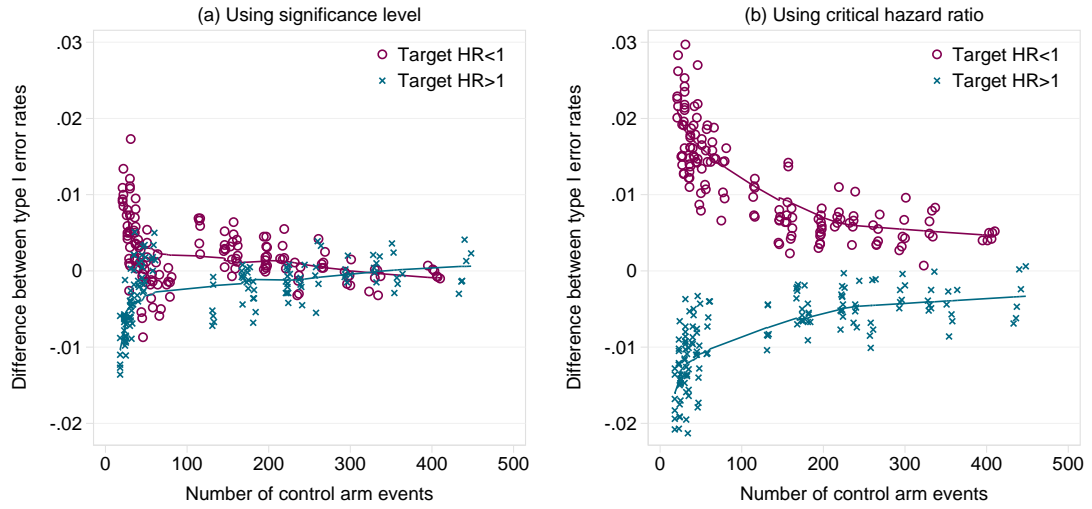 (a) Using significance level
.03
.02
.01
0
-.01
-.02
0
100
200
300
400
500
Difference between type I error rates
Number of control arm events
Target HR<1
Target HR>1
(b) Using critical hazard ratio
.03
.02
.01
0
-.01
-.02
0
100
200
300
400
500
Difference between type I error rates
Number of control arm events
Target HR<1
Target HR>1